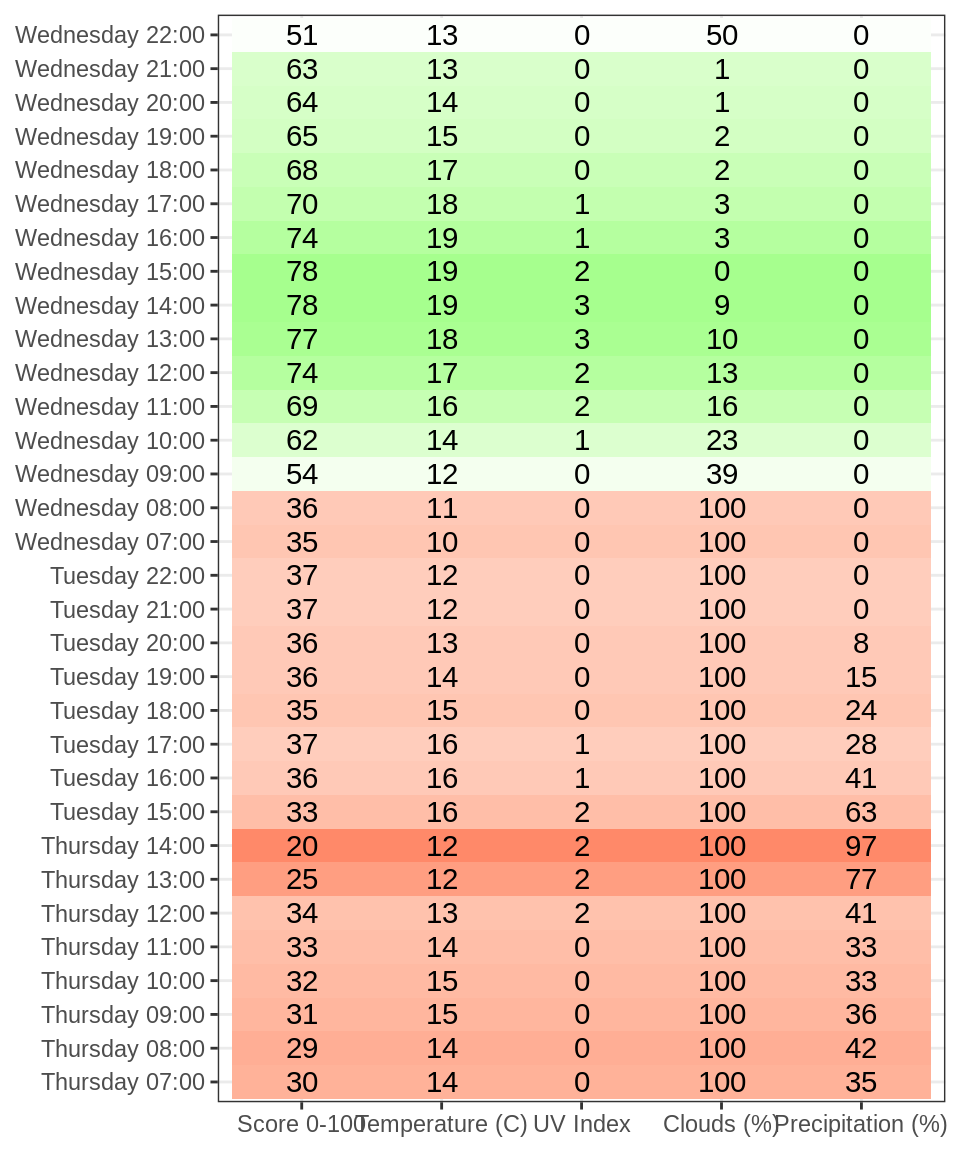 Wednesday 22:00 51 13 0 50 0
Wednesday 21:00 63 13 0 1 0
Wednesday 20:00 64 14 0 1 0
Wednesday 19:00 65 15 0 2 0
Wednesday 18:00 68 17 0 2 0
Wednesday 17:00 70 18 1 3 0
Wednesday 16:00 74 19 1 3 0
Wednesday 15:00 78 19 2 0 0
Wednesday 14:00 78 19 3 9 0
Wednesday 13:00 77 18 3 10 0
Wednesday 12:00 74 17 2 13 0
Wednesday 11:00 69 16 2 16 0
Wednesday 10:00 62 14 1 23 0
Wednesday 09:00 54 12 0 39 0
Wednesday 08:00 36 11 0 100 0
Wednesday 07:00 35 10 0 100 0
Tuesday 22:00 37 12 0 100 0
Tuesday 21:00 37 12 0 100 0
Tuesday 20:00 36 13 0 100 8
Tuesday 19:00 36 14 0 100 15
Tuesday 18:00 35 15 0 100 24
Tuesday 17:00 37 16 1 100 28
Tuesday 16:00 36 16 1 100 41
Tuesday 15:00 33 16 2 100 63
Thursday 14:00 20 12 2 100 97
Thursday 13:00 25 12 2 100 77
Thursday 12:00 34 13 2 100 41
Thursday 11:00 33 14 0 100 33
Thursday 10:00 32 15 0 100 33
Thursday 09:00 31 15 0 100 36
Thursday 08:00 29 14 0 100 42
Thursday 07:00 30 14 0 100 35
Score 0-100 Temperature (C) UV Index Clouds (%) Precipitation (%)